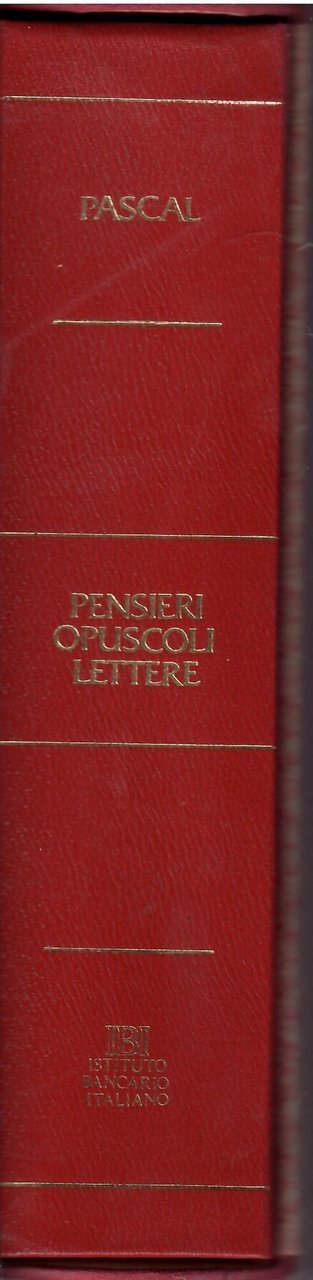 PASCAL
PENSIERI
OPUSCOLI
LETTERE
IBI
ISTITUTO
BANCARIO
ITALIANO